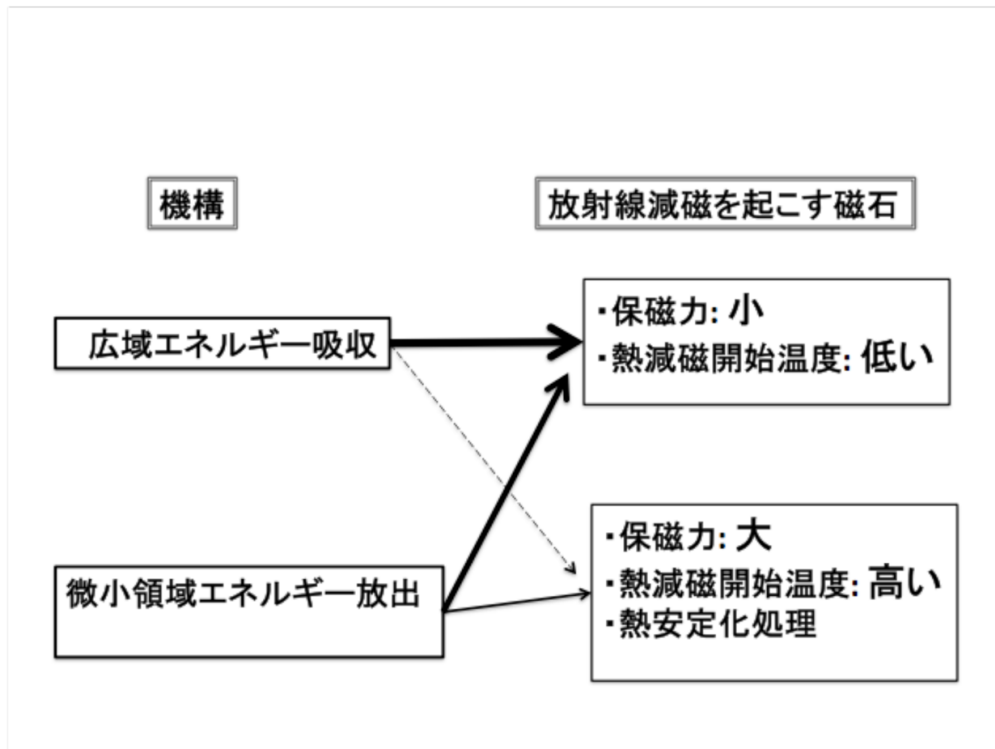 機構
放射線減磁を起こす磁石
広域エネルギー吸収
・保磁力: 小
・熱減磁開始温度: 低い
微小領域エネルギー放出
・保磁力: 大
・熱減磁開始温度: 高い
・熱安定化処理